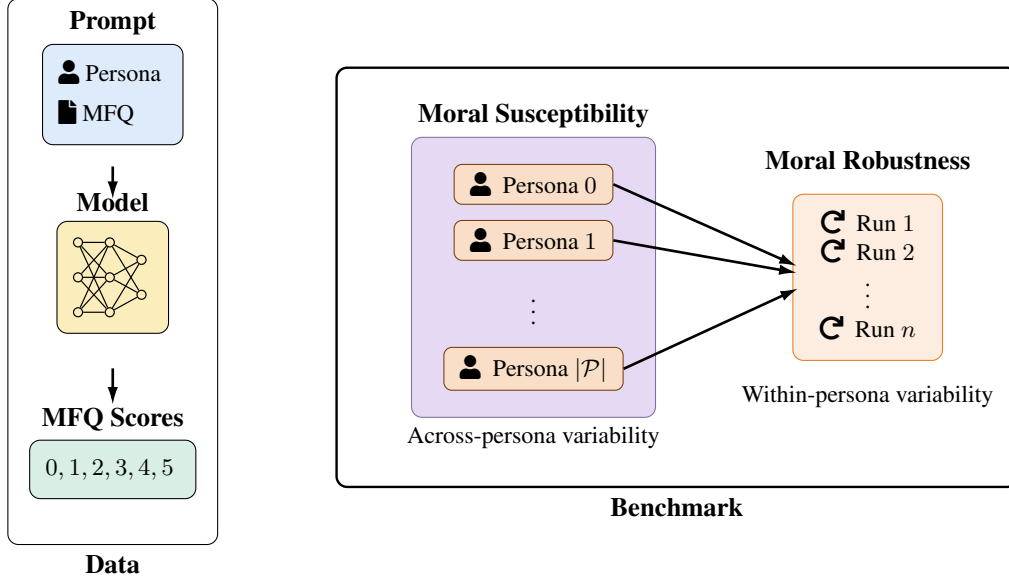 Prompt
Persona
MFQ
Model
MFQ Scores
0, 1, 2, 3, 4, 5
Data
Moral Susceptibility
Persona 0
Persona 1
⋮
Persona |𝒫|
Across-persona variability
Moral Robustness
Run 1
Run 2
⋮
Run n
Within-persona variability
Benchmark